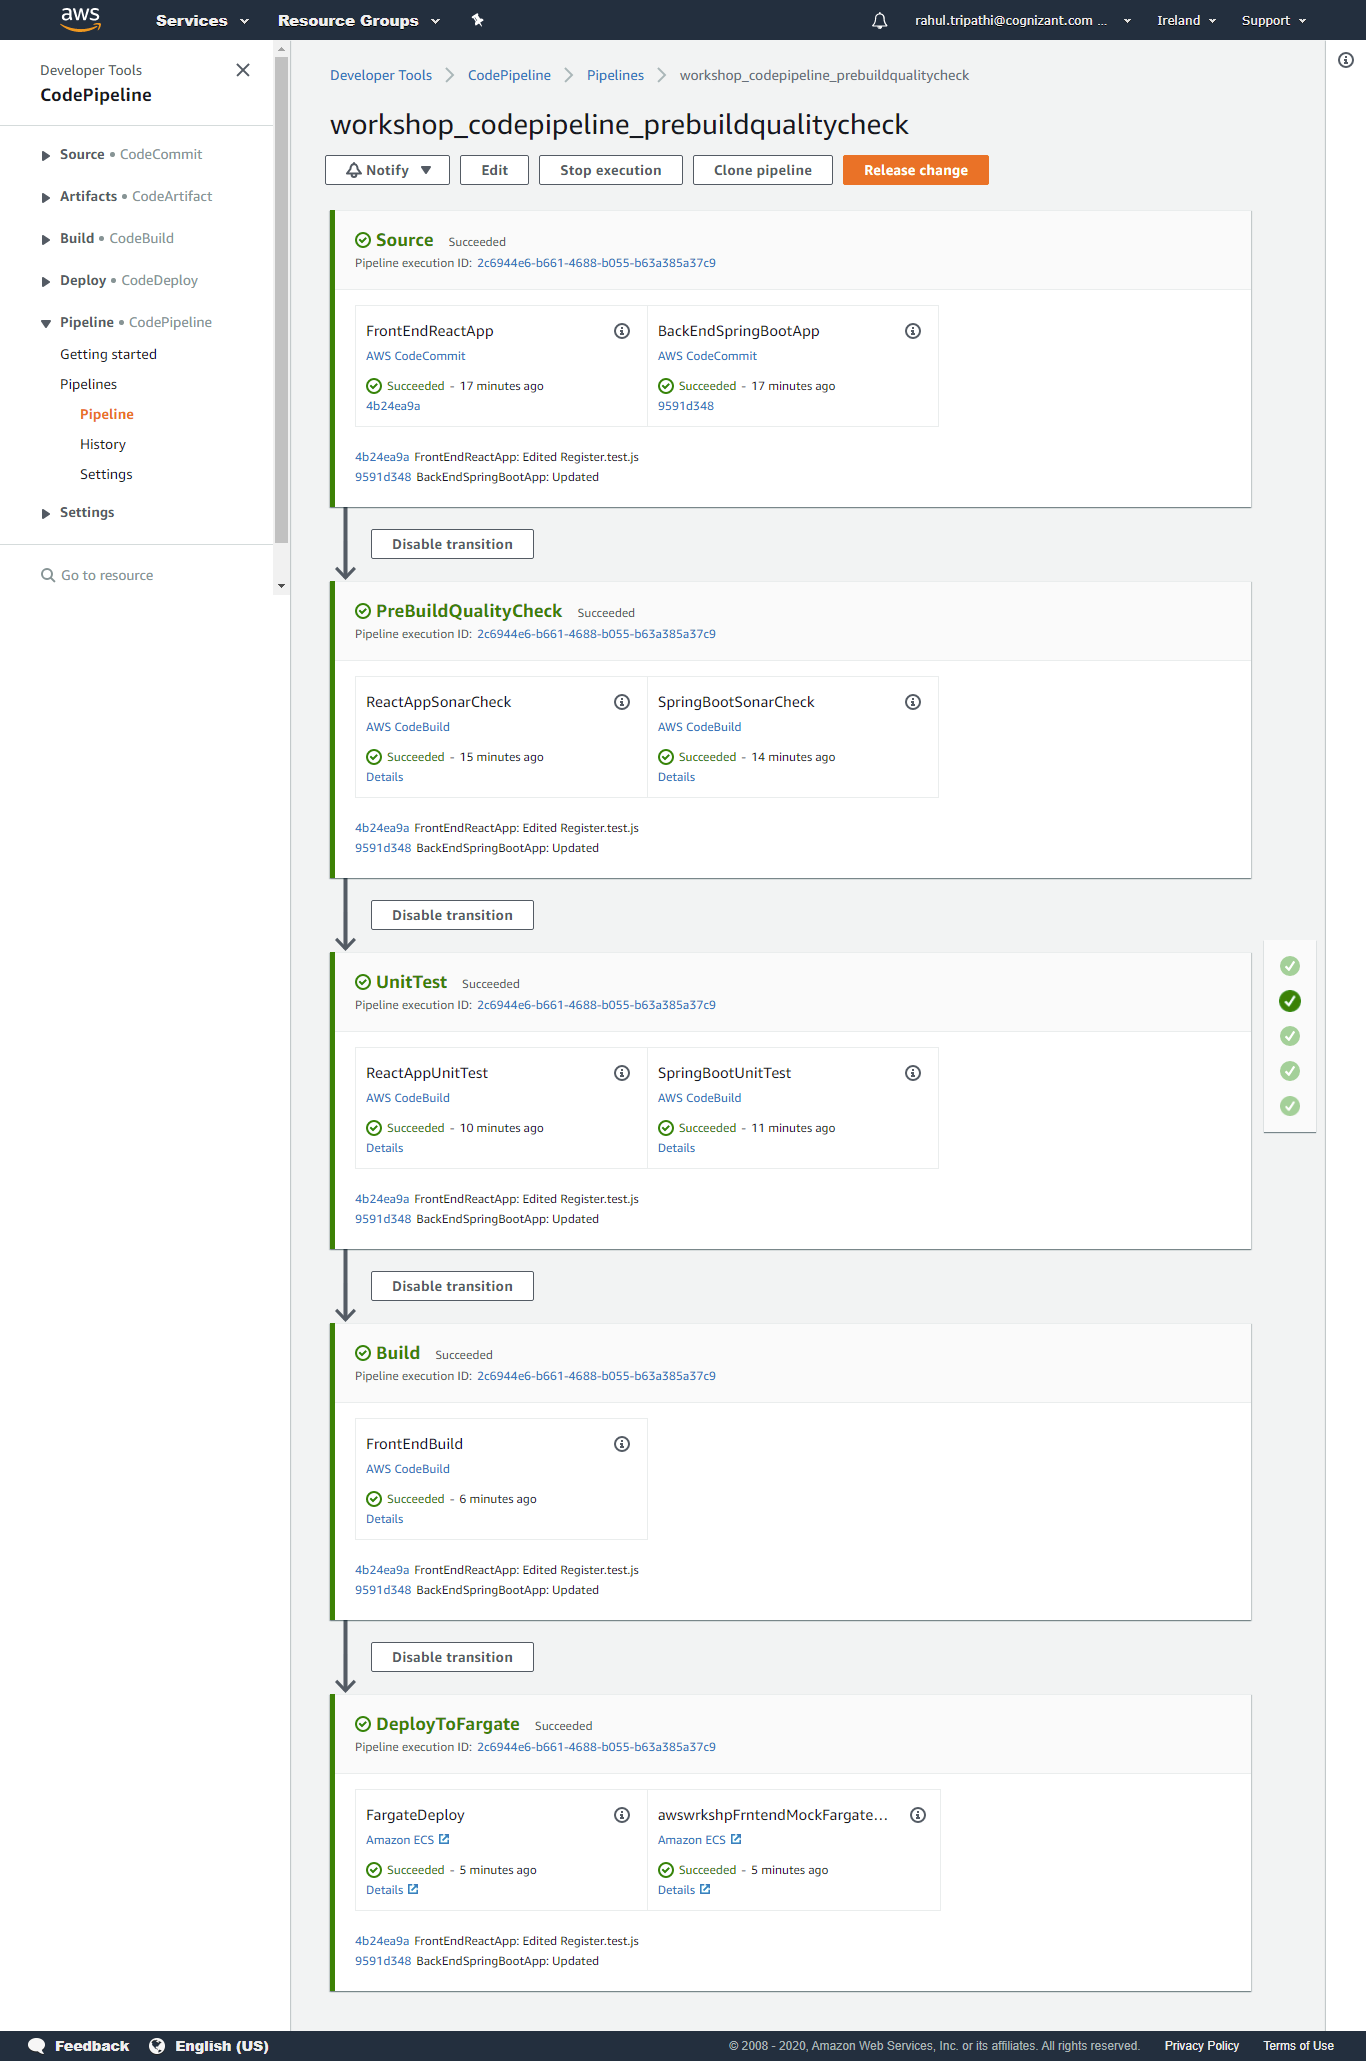 aws Services Resource Groups rahul.tripathi@cognizant.com ... Ireland Support
Developer Tools
CodePipeline
Source • CodeCommit
Artifacts • CodeArtifact
Build • CodeBuild
Deploy • CodeDeploy
Pipeline • CodePipeline
Getting started
Pipelines
Pipeline
History
Settings
Settings
Go to resource
Developer Tools CodePipeline Pipelines workshop_codepipeline_prebuildqualitycheck
workshop_codepipeline_prebuildqualitycheck
Notify Edit Stop execution Clone pipeline Release change
Source Succeeded
Pipeline execution ID: 2c6944e6-b661-4688-b055-b63a385a37c9
FrontEndReactApp BackEndSpringBootApp
AWS CodeCommit AWS CodeCommit
Succeeded - 17 minutes ago Succeeded - 17 minutes ago
4b24ea9a 9591d348
4b24ea9a FrontEndReactApp: Edited Register.test.js
9591d348 BackEndSpringBootApp: Updated
Disable transition
PreBuildQualityCheck Succeeded
Pipeline execution ID: 2c6944e6-b661-4688-b055-b63a385a37c9
ReactAppSonarCheck SpringBootSonarCheck
AWS CodeBuild AWS CodeBuild
Succeeded - 15 minutes ago Succeeded - 14 minutes ago
Details Details
4b24ea9a FrontEndReactApp: Edited Register.test.js
9591d348 BackEndSpringBootApp: Updated
Disable transition
UnitTest Succeeded
Pipeline execution ID: 2c6944e6-b661-4688-b055-b63a385a37c9
ReactAppUnitTest SpringBootUnitTest
AWS CodeBuild AWS CodeBuild
Succeeded - 10 minutes ago Succeeded - 11 minutes ago
Details Details
4b24ea9a FrontEndReactApp: Edited Register.test.js
9591d348 BackEndSpringBootApp: Updated
Disable transition
Build Succeeded
Pipeline execution ID: 2c6944e6-b661-4688-b055-b63a385a37c9
FrontEndBuild
AWS CodeBuild
Succeeded - 6 minutes ago
Details
4b24ea9a FrontEndReactApp: Edited Register.test.js
9591d348 BackEndSpringBootApp: Updated
Disable transition
DeployToFargate Succeeded
Pipeline execution ID: 2c6944e6-b661-4688-b055-b63a385a37c9
FargateDeploy awswrkshpFrntendMockFargate...
Amazon ECS Amazon ECS
Succeeded - 5 minutes ago Succeeded - 5 minutes ago
Details Details
4b24ea9a FrontEndReactApp: Edited Register.test.js
9591d348 BackEndSpringBootApp: Updated
Feedback English (US) © 2008 - 2020, Amazon Web Services, Inc. or its affiliates. All rights reserved. Privacy Policy Terms of Use